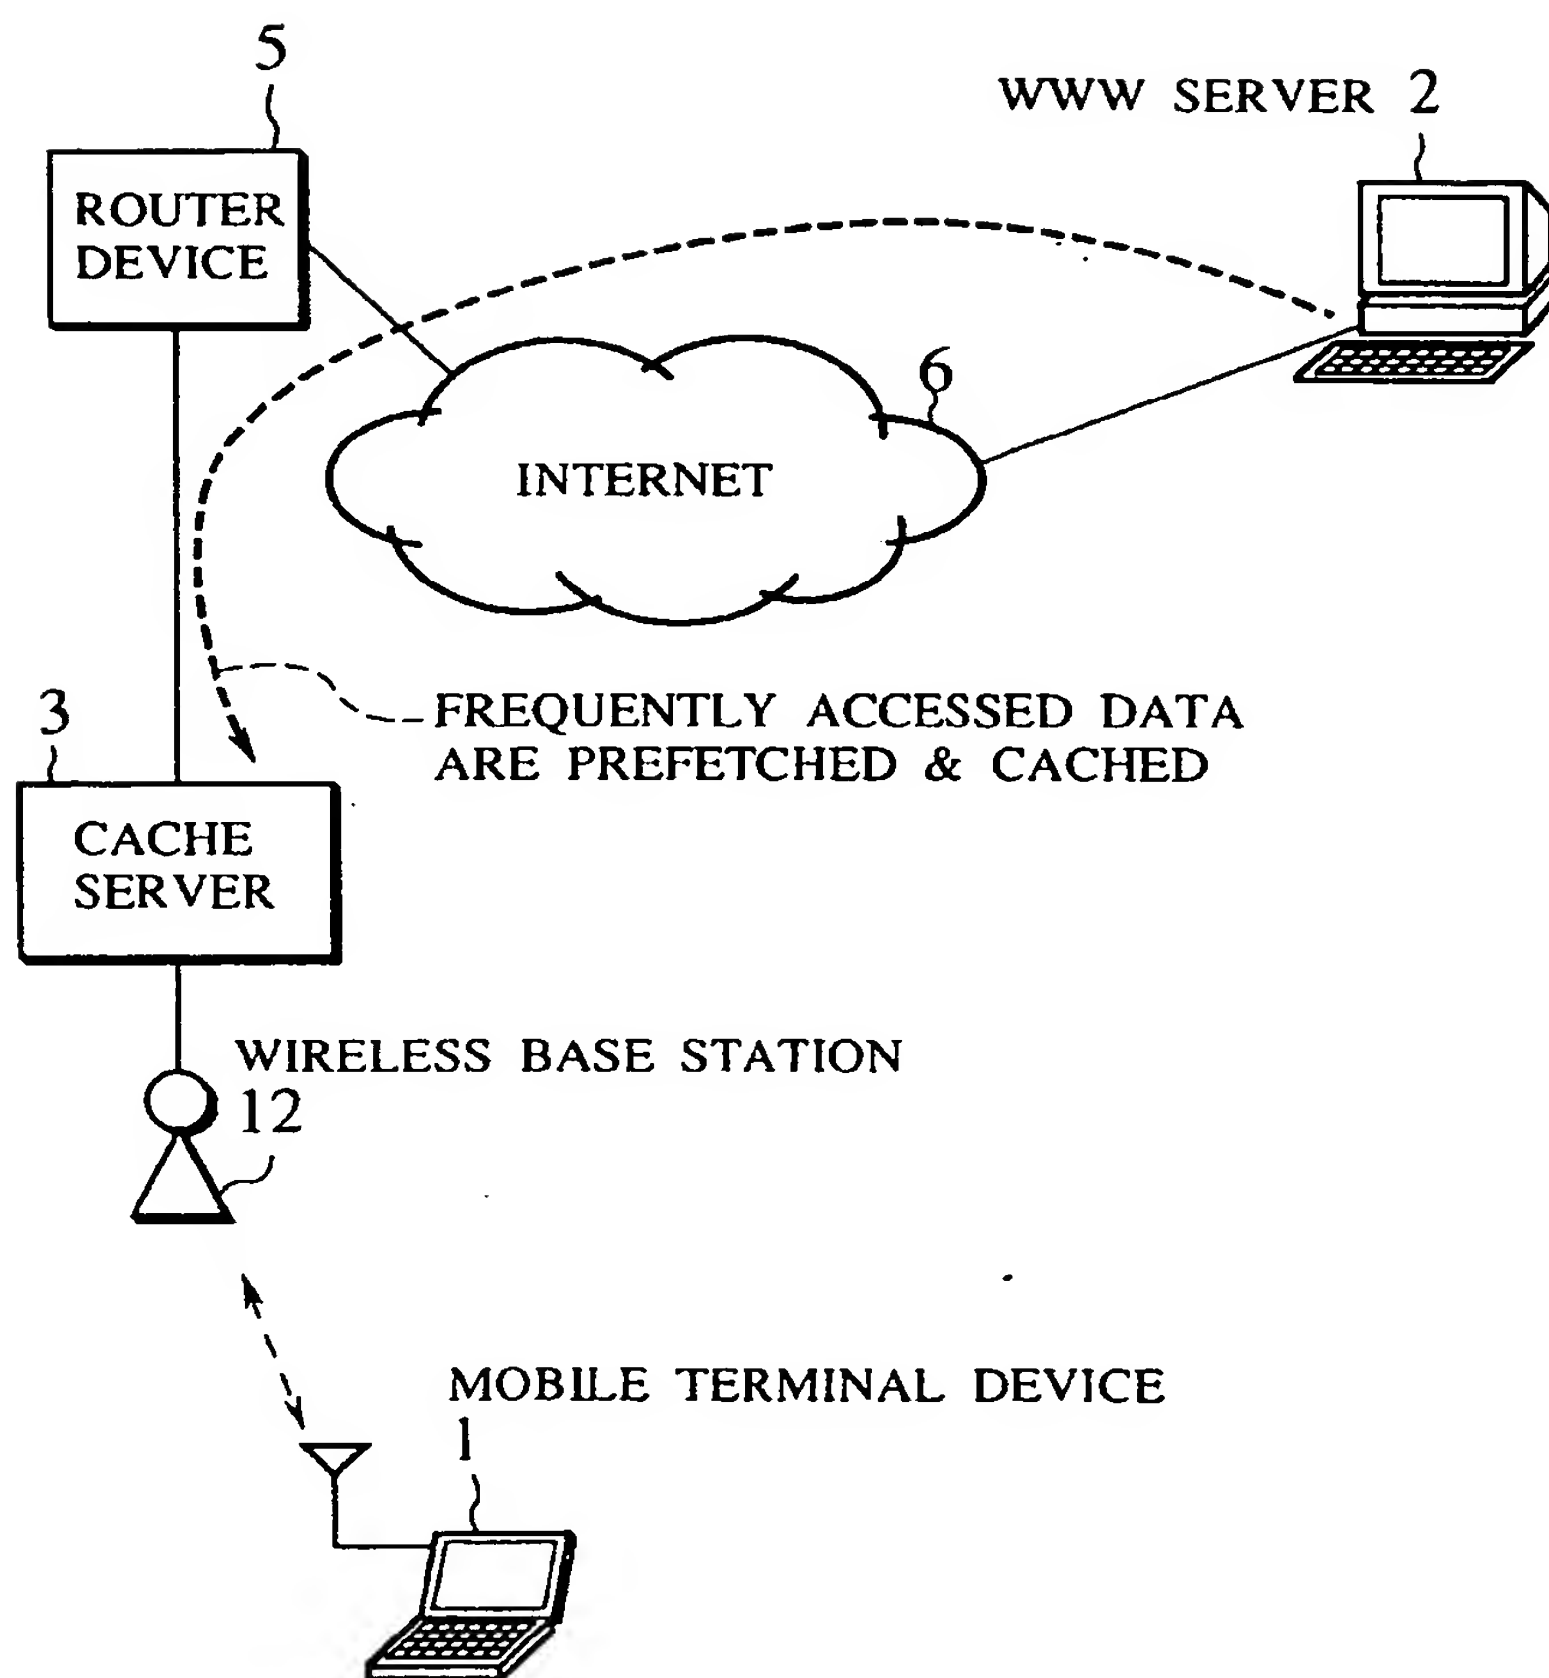 5
WWW SERVER 2
ROUTER
DEVICE
6
INTERNET
FREQUENTLY ACCESSED DATA
ARE PREFETCHED & CACHED
3
CACHE
SERVER
WIRELESS BASE STATION
12
MOBILE TERMINAL DEVICE
1